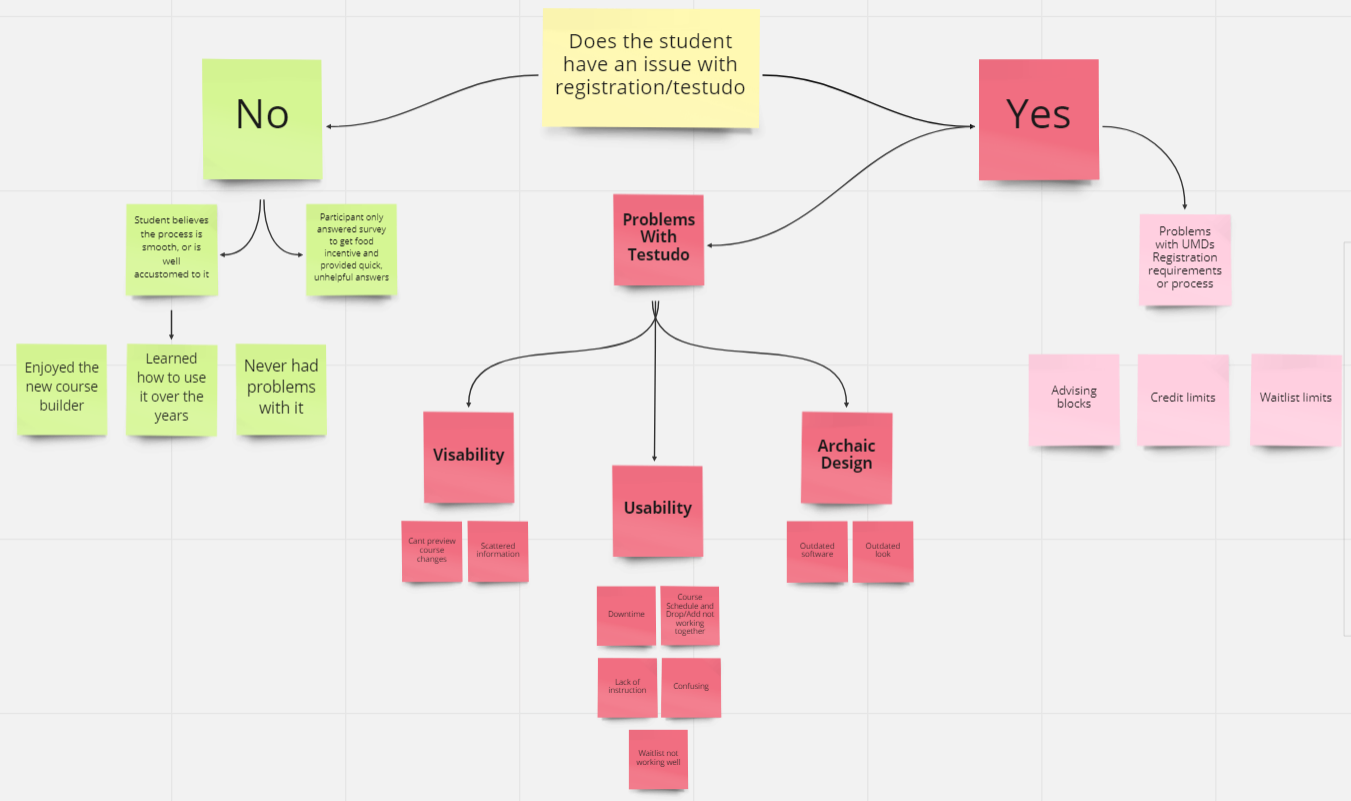 Does the student
have an issue with
registration/testudo
No
Yes
Student believes
the process is
smooth, or is
well
accustomed to it
Participant only
answered survey
to get food
incentive and
provided quick,
unhelpful answers
Problems
With
Testudo
Problems
with UMDs
Registration
requirements
or process
Enjoyed the
new course
builder
Learned
how to use
it over the
years
Never had
problems
with it
Advising
blocks
Credit limits
Waitlist limits
Visability
Usability
Archaic
Design
Cant preview
course
changes
Scattered
information
Outdated
software
Outdated
look
Downtime
Course
Schedule and
Drop/Add not
working
together
Lack of
instruction
Confusing
Waitlist not
working well